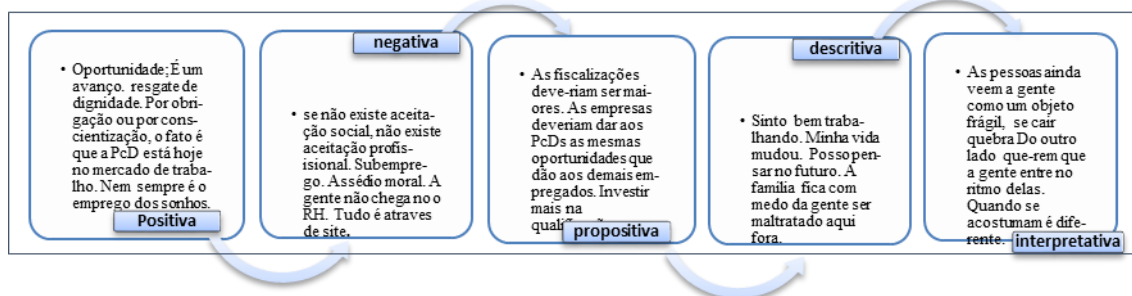 • Oportunidade; É um
avanço. resgate de
dignidade. Por obri-
gação ou por cons-
cientização, o fato é
que a PcD está hoje
no mercado de traba-
lho. Nem sempre é o
emprego dos sonhos.
Positiva
negativa
• se não existe aceita-
ção social, não existe
aceitação profis-
issional. Subempre-
go. Assédio moral. A
gente não chega no o
RH. Tudo é atraves
de site.
• As fiscalizações
deve-riam ser mai-
ores. As empresas
deveriam dar aos
PcDs as mesmas
oportunidades que
dão aos demais em-
pregados. Investir
mais na
propositiva
descritiva
• Sinto bem traba-
lhando. Minha vida
mudou. Posso pen-
sar no futuro. A
familia fica com
medo da gente ser
maltratado aqui
fora.
• As pessoas ainda
veem a gente
como um objeto
frágil, se cair
quebra Do outro
lado que-rem que
a gente entre no
ritmo delas.
Quando se
acostumam é dife-
rente.
interpretativa